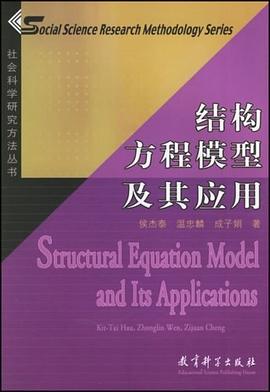 Social Science Research Methodology Series
社会科学研究方法丛书
结构
方程模型
及其应用
侯杰泰 温忠麟 成子娟
Structural Equation Model
and Its Applications
Kit-Tai Hau, Zhonglin Wen, Zijuan Cheng
教育科学出版社
Educational Science Publishing House